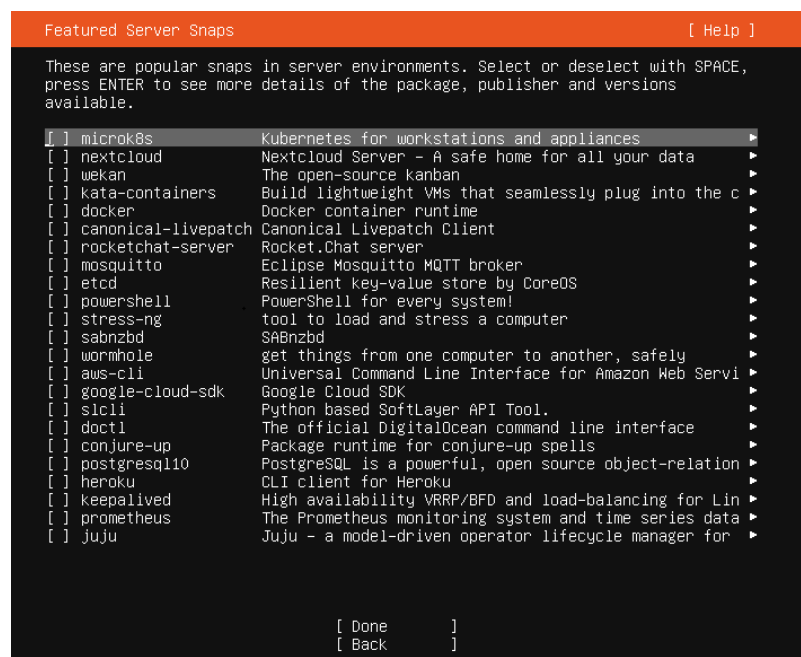 Featured Server Snaps [ Help ]
These are popular snaps in server environments. Select or deselect with SPACE,
press ENTER to see more details of the package, publisher and versions
available.
[ ] microk8s Kubernetes for workstations and appliances ▸
[ ] nextcloud Nextcloud Server – A safe home for all your data ▸
[ ] wekan The open-source kanban ▸
[ ] kata-containers Build lightweight VMs that seamlessly plug into the c ▸
[ ] docker Docker container runtime ▸
[ ] canonical-livepatch Canonical Livepatch Client ▸
[ ] rocketchat-server Rocket.Chat server ▸
[ ] mosquitto Eclipse Mosquitto MQTT broker ▸
[ ] etcd Resilient key-value store by CoreOS ▸
[ ] powershell PowerShell for every system! ▸
[ ] stress-ng tool to load and stress a computer ▸
[ ] sabnzbd SABnzbd ▸
[ ] wormhole get things from one computer to another, safely ▸
[ ] aws-cli Universal Command Line Interface for Amazon Web Servi ▸
[ ] google-cloud-sdk Google Cloud SDK ▸
[ ] slcli Python based SoftLayer API Tool. ▸
[ ] doctl The official DigitalOcean command line interface ▸
[ ] conjure-up Package runtime for conjure-up spells ▸
[ ] postgresql10 PostgreSQL is a powerful, open source object-relation ▸
[ ] heroku CLI client for Heroku ▸
[ ] keepalived High availability VRRP/BFD and load-balancing for Lin ▸
[ ] prometheus The Prometheus monitoring system and time series data ▸
[ ] juju Juju – a model-driven operator lifecycle manager for ▸
[ Done ]
[ Back ]